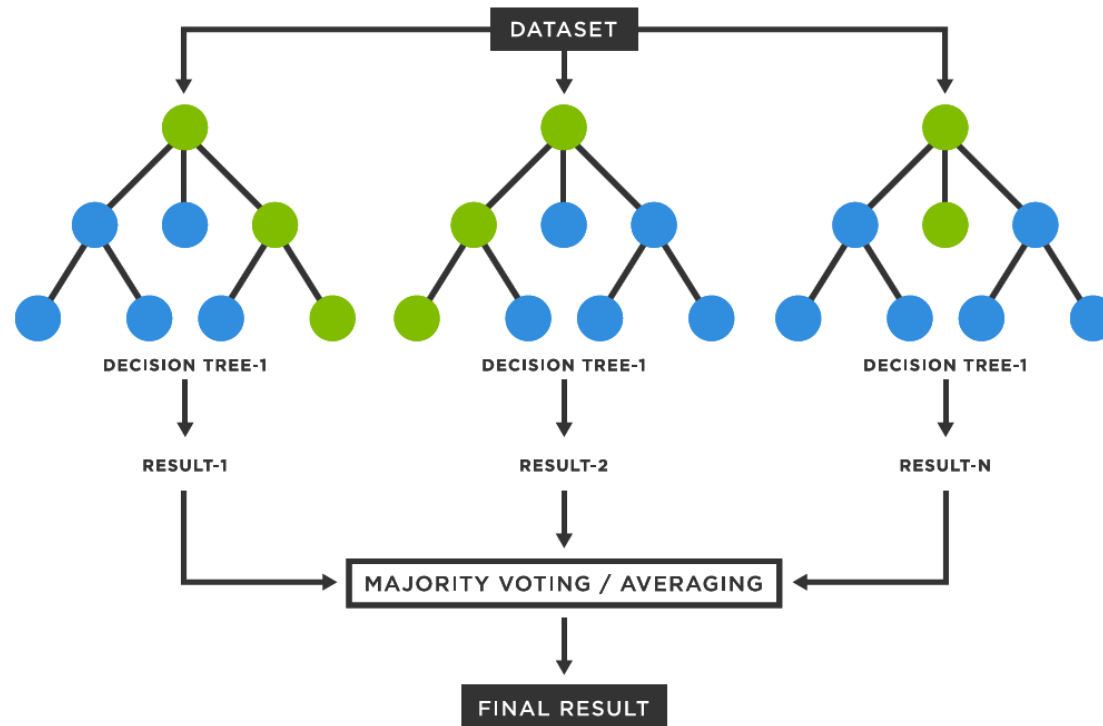 DATASET
DECISION TREE-1
DECISION TREE-1
DECISION TREE-1
RESULT-1
RESULT-2
RESULT-N
MAJORITY VOTING / AVERAGING
FINAL RESULT